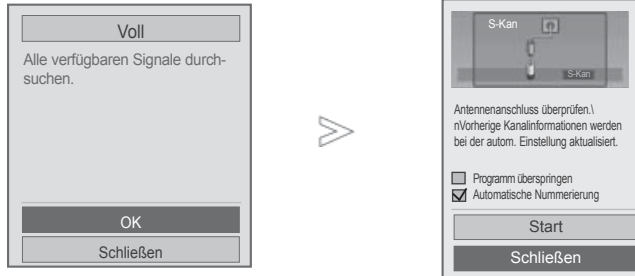 Voll
Alle verfügbaren Signale durch-
suchen.
OK
Schließen
S-Kan
S-Kan
Antennenanschluss überprüfen.\
nVorherige Kanalinformationen werden
bei der autom. Einstellung aktualisiert.
Programm überspringen
Automatische Nummerierung
Start
Schließen